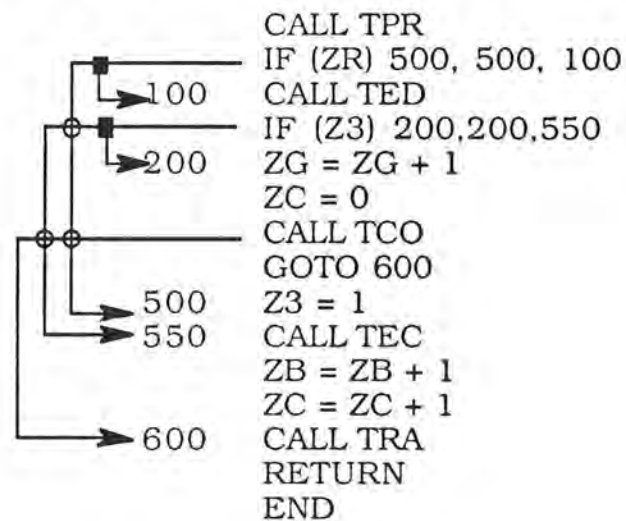 CALL TPR
IF (ZR) 500, 500, 100
100 CALL TED
IF (Z3) 200,200,550
200 ZG = ZG + 1
ZC = 0
CALL TCO
GOTO 600
500 Z3 = 1
550 CALL TEC
ZB = ZB + 1
ZC = ZC + 1
600 CALL TRA
RETURN
END